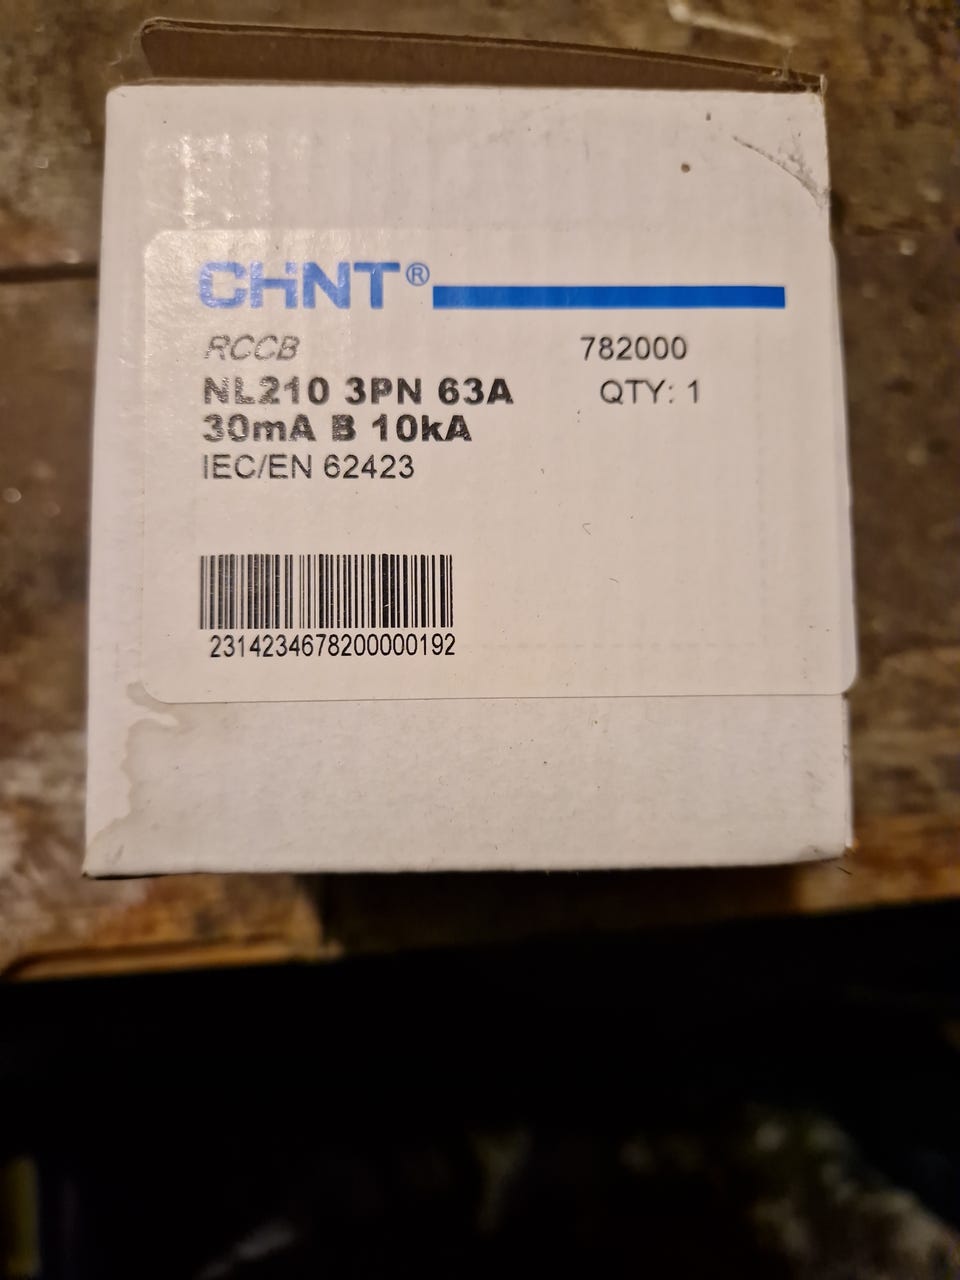 CHNT®
RCCB 782000
NL210 3PN 63A QTY: 1
30mA B 10kA
IEC/EN 62423
2314234678200000192